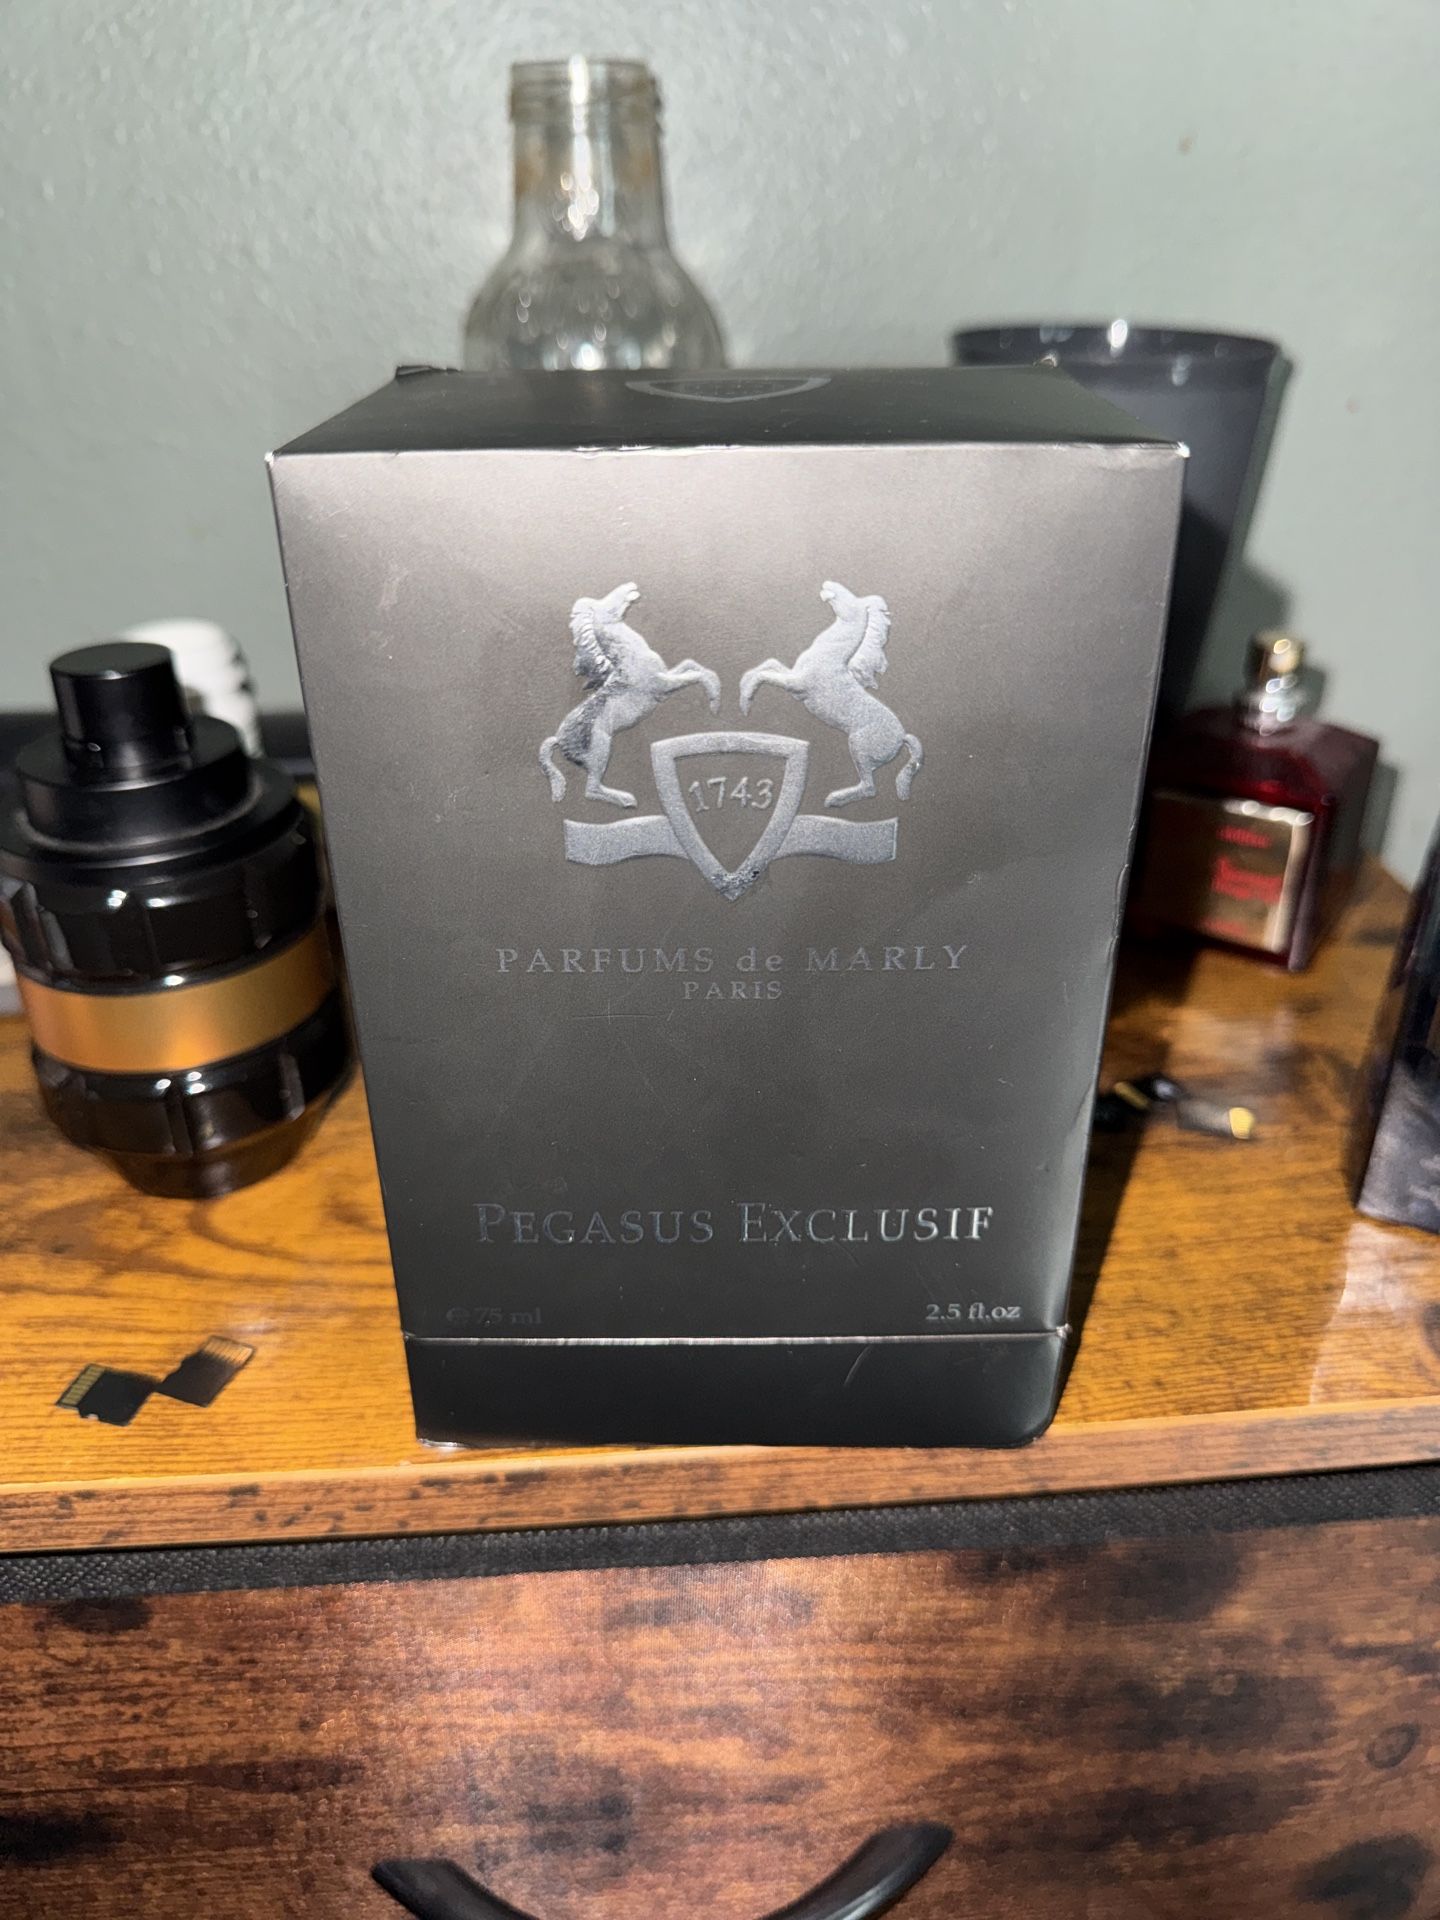 1743
PARFUMS de MARLY
PARIS
PEGASUS EXCLUSIF
℮ 75 ml
2.5 fl.oz